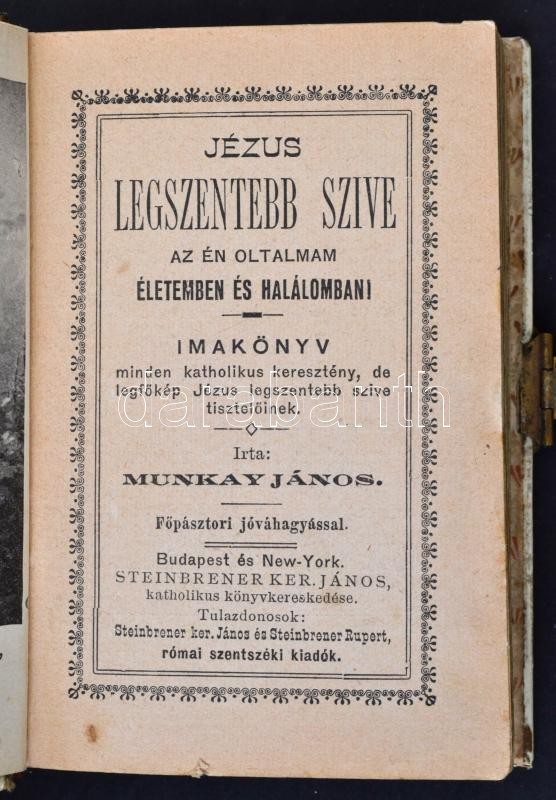 JÉZUS
LEGSZENTEBB SZIVE
AZ ÉN OLTALMAM
ÉLETEMBEN ÉS HALÁLOMBAN!
IMAKÖNYV
minden katholikus keresztény, de
legfőkép Jézus legszentebb szive
tisztelőinek.
Irta:
MUNKAY JÁNOS.
Főpásztori jóváhagyással.
Budapest és New-York.
STEINBRENER KER. JÁNOS,
katholikus könyvkereskedése.
Tulazdonosok:
Steinbrener ker. János és Steinbrener Rupert,
római szentszéki kiadók.
darabanth